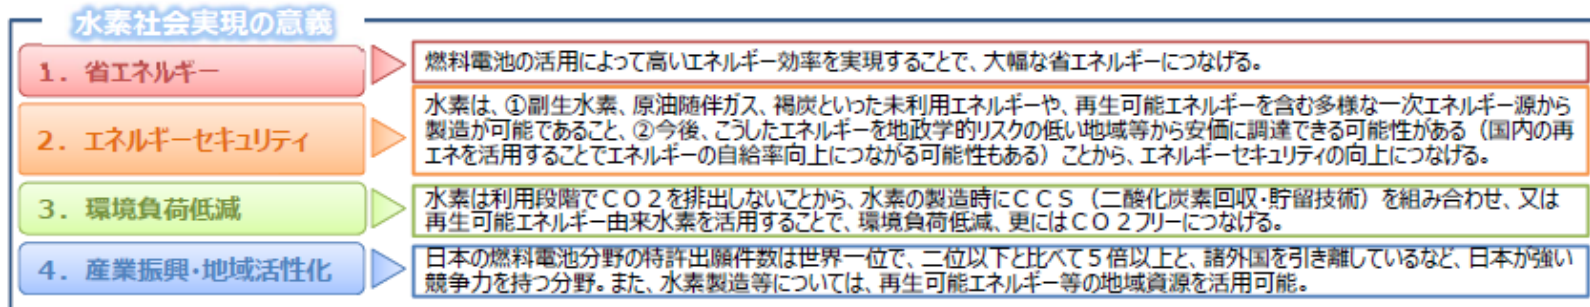 水素社会実現の意義
1．省エネルギー
燃料電池の活用によって高いエネルギー効率を実現することで、大幅な省エネルギーにつなげる。
2．エネルギーセキュリティ
水素は、①副生水素、原油随伴ガス、褐炭といった未利用エネルギーや、再生可能エネルギーを含む多様な一次エネルギー源から
製造が可能であること、②今後、こうしたエネルギーを地政学的リスクの低い地域等から安価に調達できる可能性がある（国内の再
エネを活用することでエネルギーの自給率向上につながる可能性もある）ことから、エネルギーセキュリティの向上につなげる。
3．環境負荷低減
水素は利用段階でＣＯ２を排出しないことから、水素の製造時にＣＣＳ（二酸化炭素回収・貯留技術）を組み合わせ、又は
再生可能エネルギー由来水素を活用することで、環境負荷低減、更にはＣＯ２フリーにつなげる。
4．産業振興・地域活性化
日本の燃料電池分野の特許出願件数は世界一位で、二位以下と比べて５倍以上と、諸外国を引き離しているなど、日本が強い
競争力を持つ分野。また、水素製造等については、再生可能エネルギー等の地域資源を活用可能。